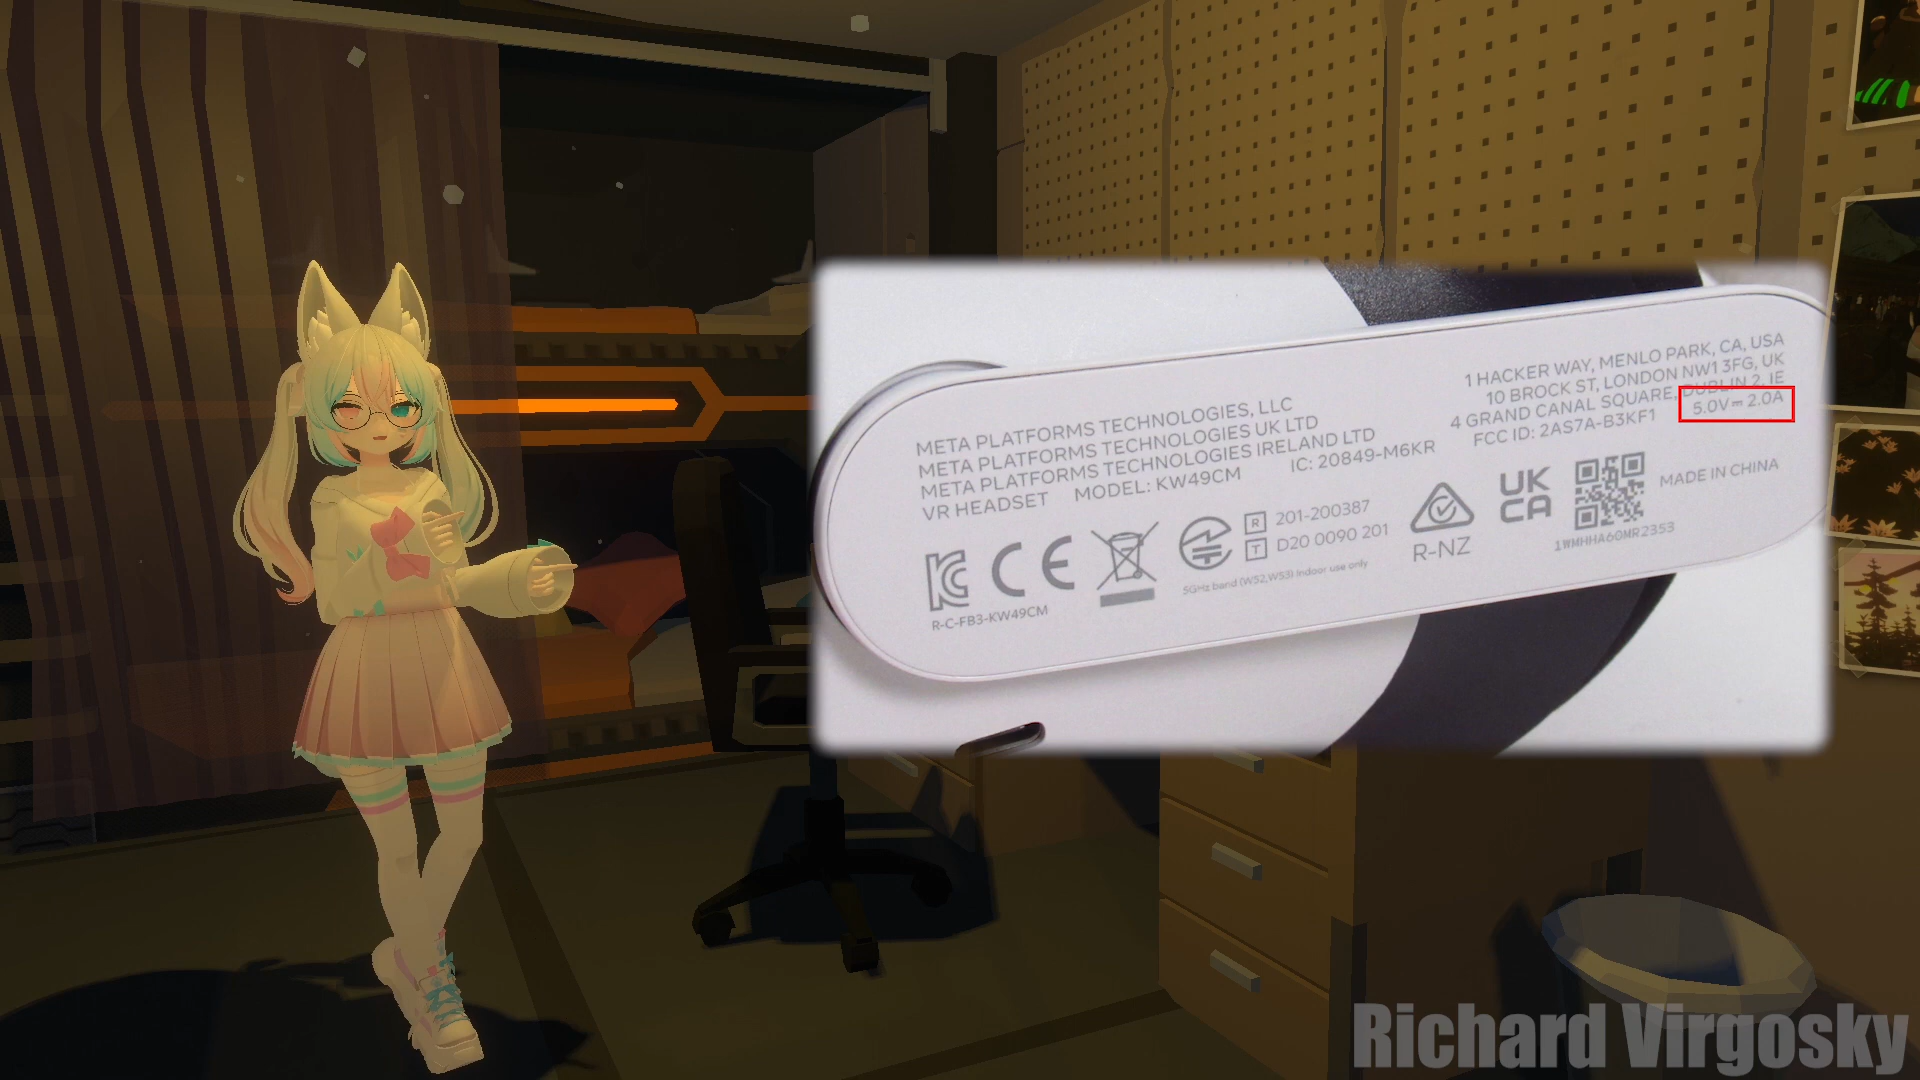 META PLATFORMS TECHNOLOGIES, LLC
META PLATFORMS TECHNOLOGIES UK LTD
META PLATFORMS TECHNOLOGIES IRELAND LTD
VR HEADSET MODEL: KW49CM IC: 20849-M6KR
1 HACKER WAY, MENLO PARK, CA, USA
10 BROCK ST, LONDON NW1 3FG, UK
4 GRAND CANAL SQUARE, DUBLIN 2, IE
FCC ID: 2AS7A-B3KF1 5.0V⎓2.0A
R-C-FB3-KW49CM
CE
R 201-200387
T D20 0090 201
5GHz band (W52,W53) Indoor use only
R-NZ
UK
CA
MADE IN CHINA
1WMHHA60MR2353
Richard Virgosky